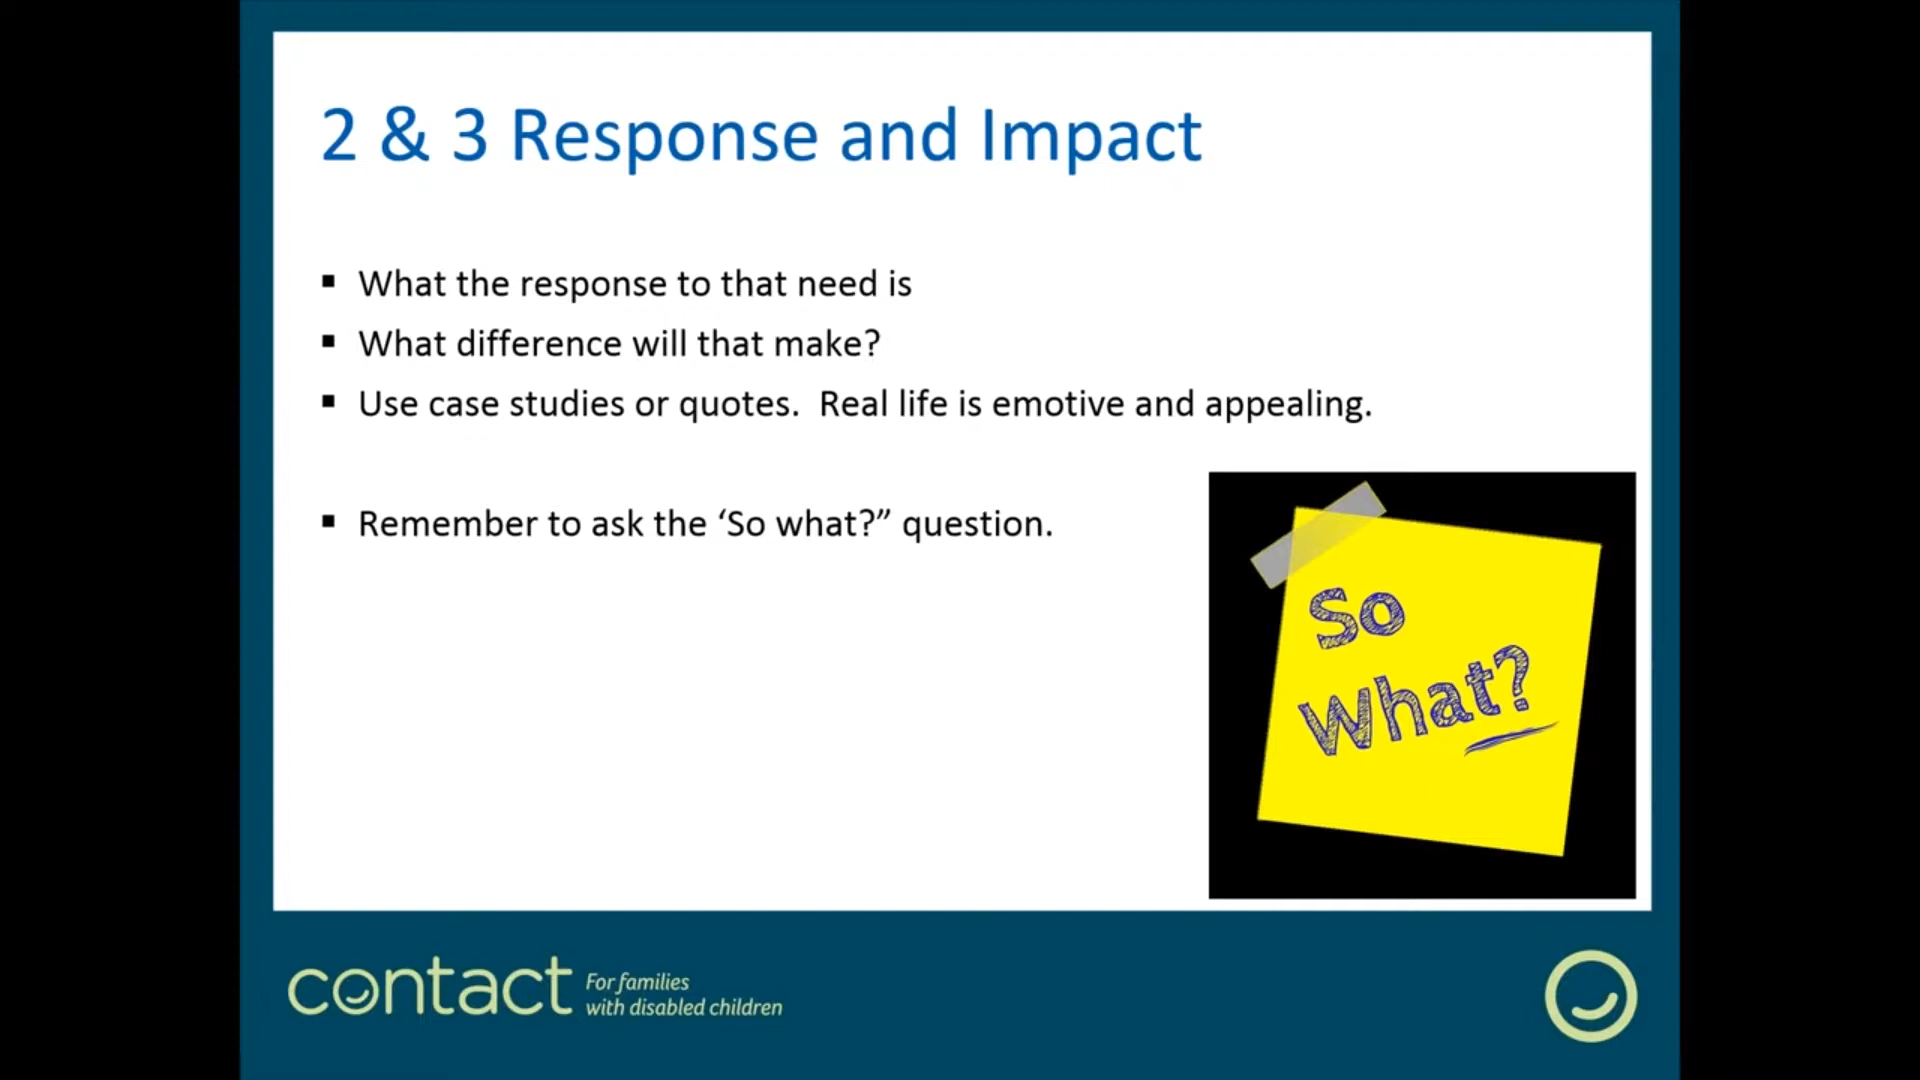 2 & 3 Response and Impact
▪ What the response to that need is
▪ What difference will that make?
▪ Use case studies or quotes.  Real life is emotive and appealing.
▪ Remember to ask the ‘So what?” question.
So
What?
contact
For families
with disabled children